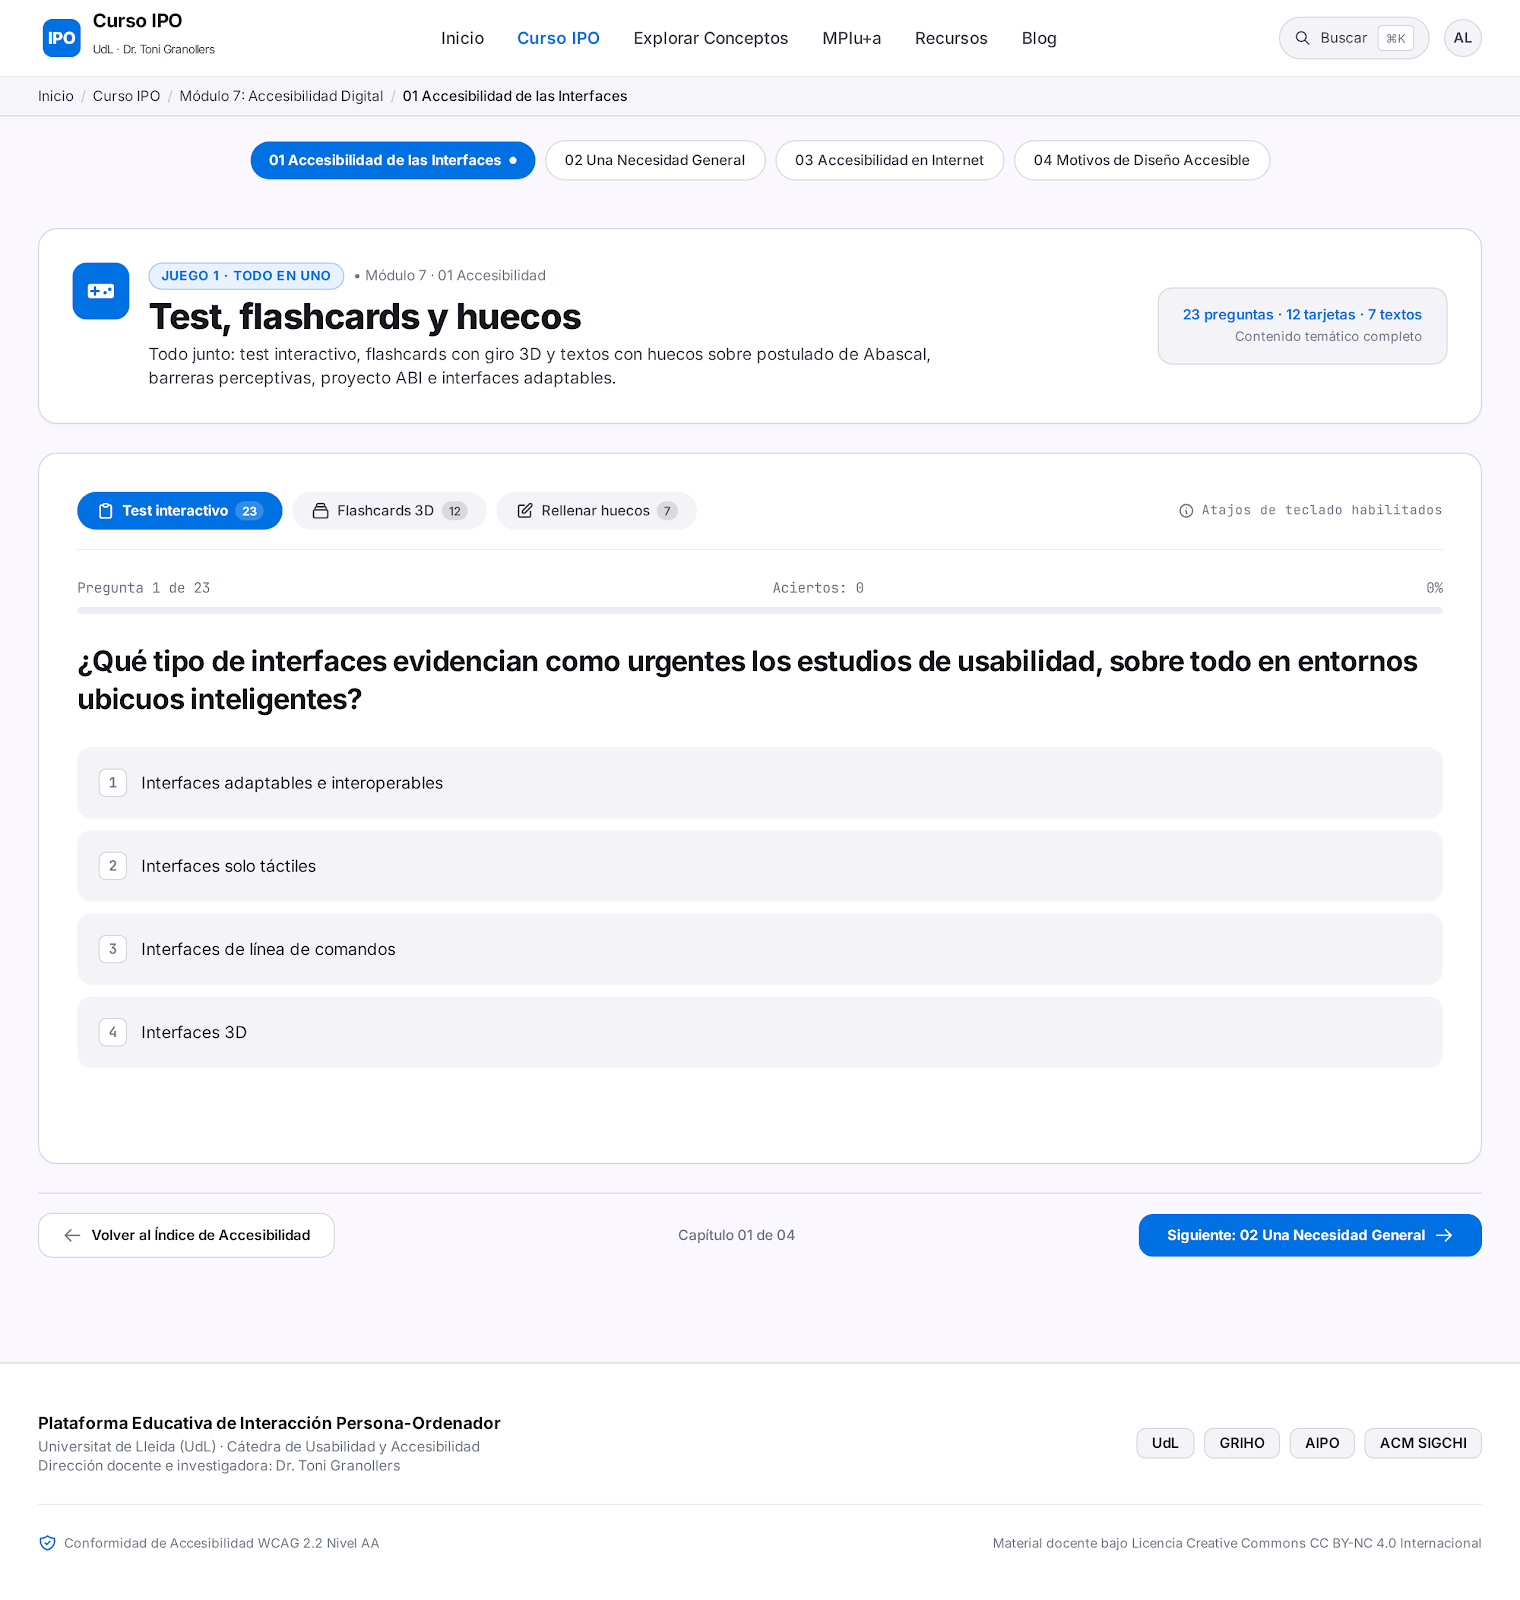 IPO
Curso IPO
UdL · Dr. Toni Granollers
Inicio
Curso IPO
Explorar Conceptos
MPIu+a
Recursos
Blog
Buscar ⌘K
AL
Inicio / Curso IPO / Módulo 7: Accesibilidad Digital / 01 Accesibilidad de las Interfaces
01 Accesibilidad de las Interfaces
02 Una Necesidad General
03 Accesibilidad en Internet
04 Motivos de Diseño Accesible
JUEGO 1 · TODO EN UNO • Módulo 7 · 01 Accesibilidad
Test, flashcards y huecos
Todo junto: test interactivo, flashcards con giro 3D y textos con huecos sobre postulado de Abascal,
barreras perceptivas, proyecto ABI e interfaces adaptables.
23 preguntas · 12 tarjetas · 7 textos
Contenido temático completo
Test interactivo 23
Flashcards 3D 12
Rellenar huecos 7
Atajos de teclado habilitados
Pregunta 1 de 23
Aciertos: 0
0%
¿Qué tipo de interfaces evidencian como urgentes los estudios de usabilidad, sobre todo en entornos
ubicuos inteligentes?
1 Interfaces adaptables e interoperables
2 Interfaces solo táctiles
3 Interfaces de línea de comandos
4 Interfaces 3D
Volver al Índice de Accesibilidad
Capítulo 01 de 04
Siguiente: 02 Una Necesidad General
Plataforma Educativa de Interacción Persona-Ordenador
Universitat de Lleida (UdL) · Cátedra de Usabilidad y Accesibilidad
Dirección docente e investigadora: Dr. Toni Granollers
UdL
GRIHO
AIPO
ACM SIGCHI
Conformidad de Accesibilidad WCAG 2.2 Nivel AA
Material docente bajo Licencia Creative Commons CC BY-NC 4.0 Internacional